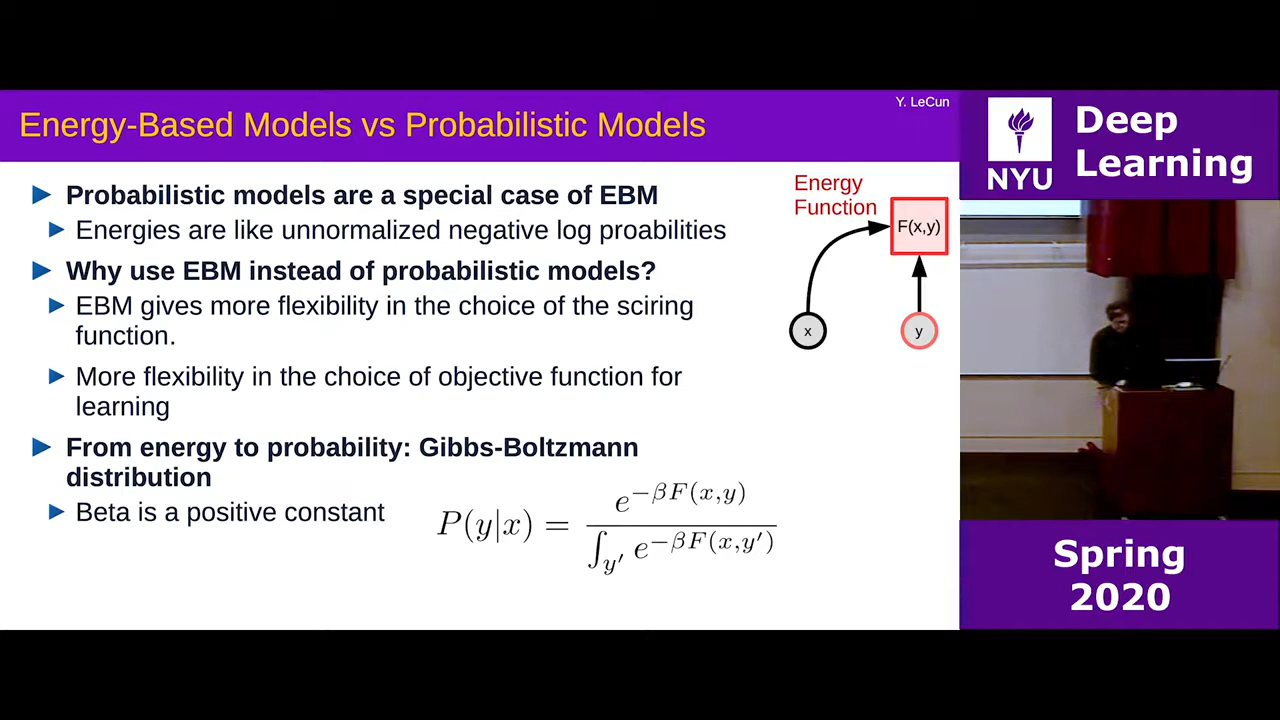 Y. LeCun
Energy-Based Models vs Probabilistic Models
Probabilistic models are a special case of EBM
Energies are like unnormalized negative log proabilities
Why use EBM instead of probabilistic models?
EBM gives more flexibility in the choice of the sciring
function.
More flexibility in the choice of objective function for
learning
From energy to probability: Gibbs-Boltzmann
distribution
Beta is a positive constant
P(y|x) = e^{-βF(x,y)} / ∫_{y'} e^{-βF(x,y')}
Energy
Function
F(x,y)
x
y
NYU
Deep
Learning
Spring
2020